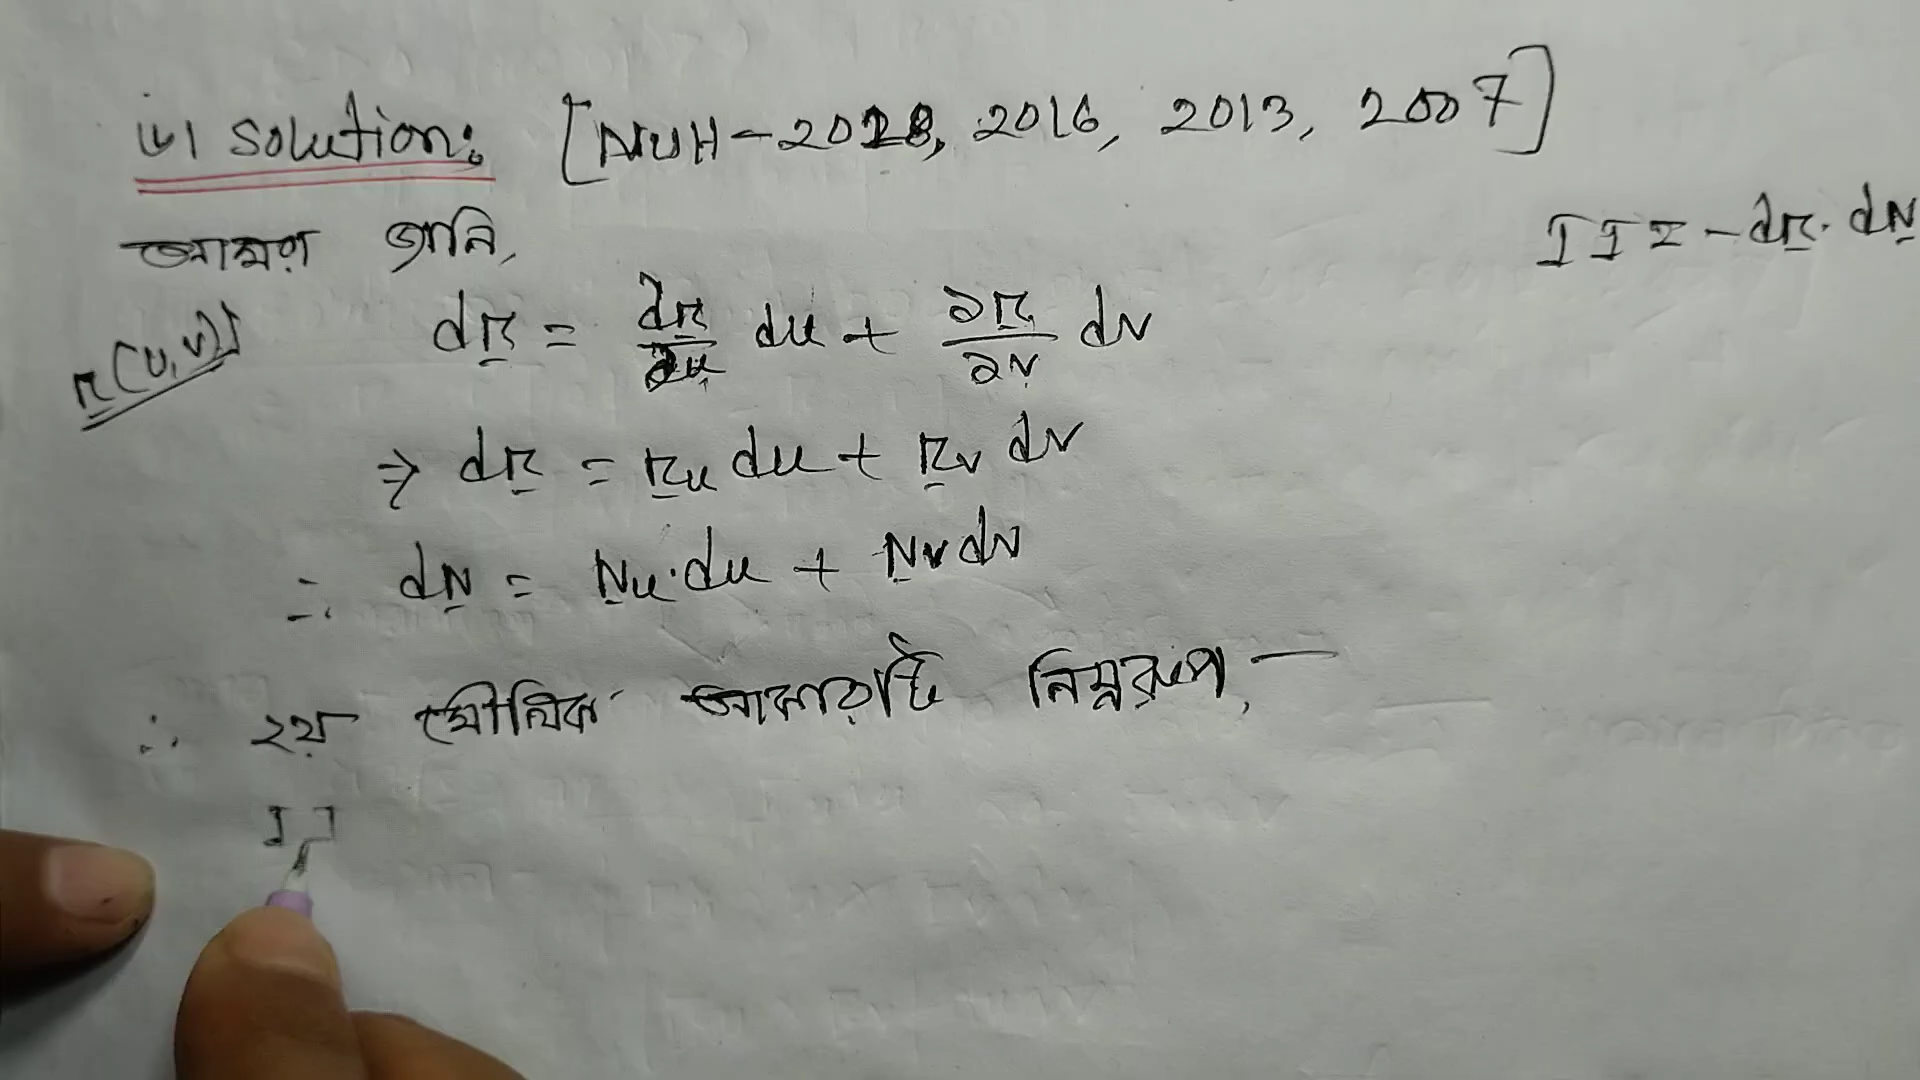 iv) Solution: [NUH-2018, 2016, 2013, 2007]
II = -dr. dN
আমরা জানি,
r(u,v)
dr = ∂r/∂u du + ∂r/∂v dv
⇒ dr = ru du + rv dv
∴ dN = Nu·du + Nv dv
∴ ২য় মৌলিক আকারটি নিম্নরূপ, —
II